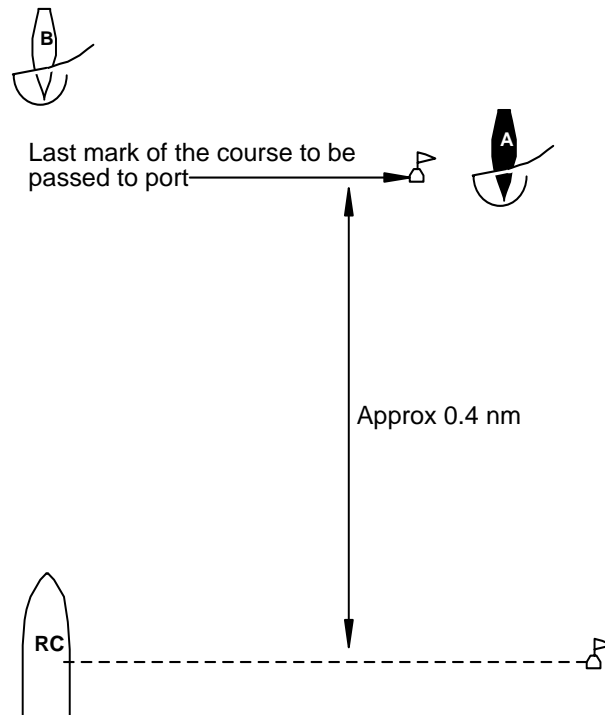 B
A
Last mark of the course to be
passed to port
Approx 0.4 nm
RC